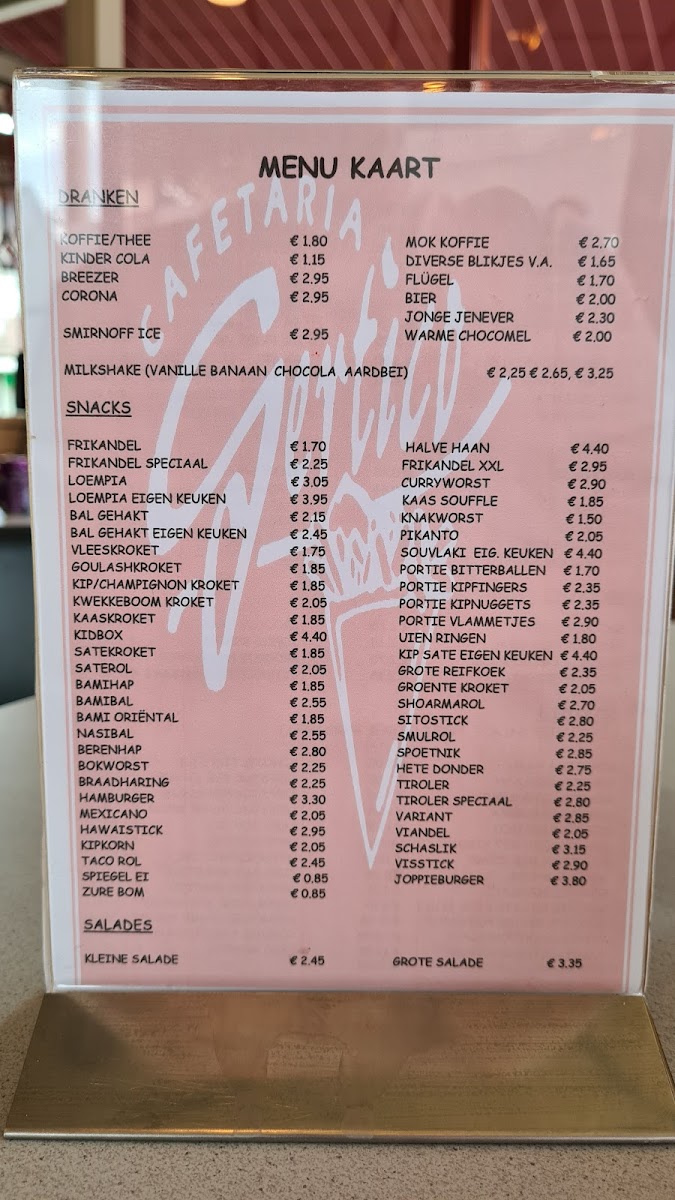 MENU KAART
CAFETARIA
Gortico
DRANKEN
KOFFIE/THEE € 1.80
KINDER COLA € 1.15
BREEZER € 2.95
CORONA € 2.95
SMIRNOFF ICE € 2.95
MOK KOFFIE € 2.70
DIVERSE BLIKJES V.A. € 1.65
FLÜGEL € 1.70
BIER € 2.00
JONGE JENEVER € 2.30
WARME CHOCOMEL € 2.00
MILKSHAKE (VANILLE BANAAN CHOCOLA AARDBEI) € 2,25 € 2.65, € 3.25
SNACKS
FRIKANDEL € 1.70
FRIKANDEL SPECIAAL € 2.25
LOEMPIA € 3.05
LOEMPIA EIGEN KEUKEN € 3.95
BAL GEHAKT € 2.15
BAL GEHAKT EIGEN KEUKEN € 2.45
VLEESKROKET € 1.75
GOULASHKROKET € 1.85
KIP/CHAMPIGNON KROKET € 1.85
KWEKKEBOOM KROKET € 2.05
KAASKROKET € 1.85
KIDBOX € 4.40
SATEKROKET € 1.85
SATEROL € 2.05
BAMIHAP € 1.85
BAMIBAL € 2.55
BAMI ORIËNTAL € 1.85
NASIBAL € 2.55
BERENHAP € 2.80
BOKWORST € 2.25
BRAADHARING € 2.25
HAMBURGER € 3.30
MEXICANO € 2.05
HAWAISTICK € 2.95
KIPKORN € 2.05
TACO ROL € 2.45
SPIEGEL EI € 0.85
ZURE BOM € 0.85
HALVE HAAN € 4.40
FRIKANDEL XXL € 2.95
CURRYWORST € 2.90
KAAS SOUFFLE € 1.85
KNAKWORST € 1.50
PIKANTO € 2.05
SOUVLAKI EIG. KEUKEN € 4.40
PORTIE BITTERBALLEN € 1.70
PORTIE KIPFINGERS € 2.35
PORTIE KIPNUGGETS € 2.35
PORTIE VLAMMETJES € 2.90
UIEN RINGEN € 1.80
KIP SATE EIGEN KEUKEN € 4.40
GROTE REIFKOEK € 2.35
GROENTE KROKET € 2.05
SHOARMAROL € 2.70
SITOSTICK € 2.80
SMULROL € 2.25
SPOETNIK € 2.85
HETE DONDER € 2,75
TIROLER € 2.25
TIROLER SPECIAAL € 2.80
VARIANT € 2.85
VIANDEL € 2.05
SCHASLIK € 3.15
VISSTICK € 2.90
JOPPIEBURGER € 3.80
SALADES
KLEINE SALADE € 2.45
GROTE SALADE € 3.35